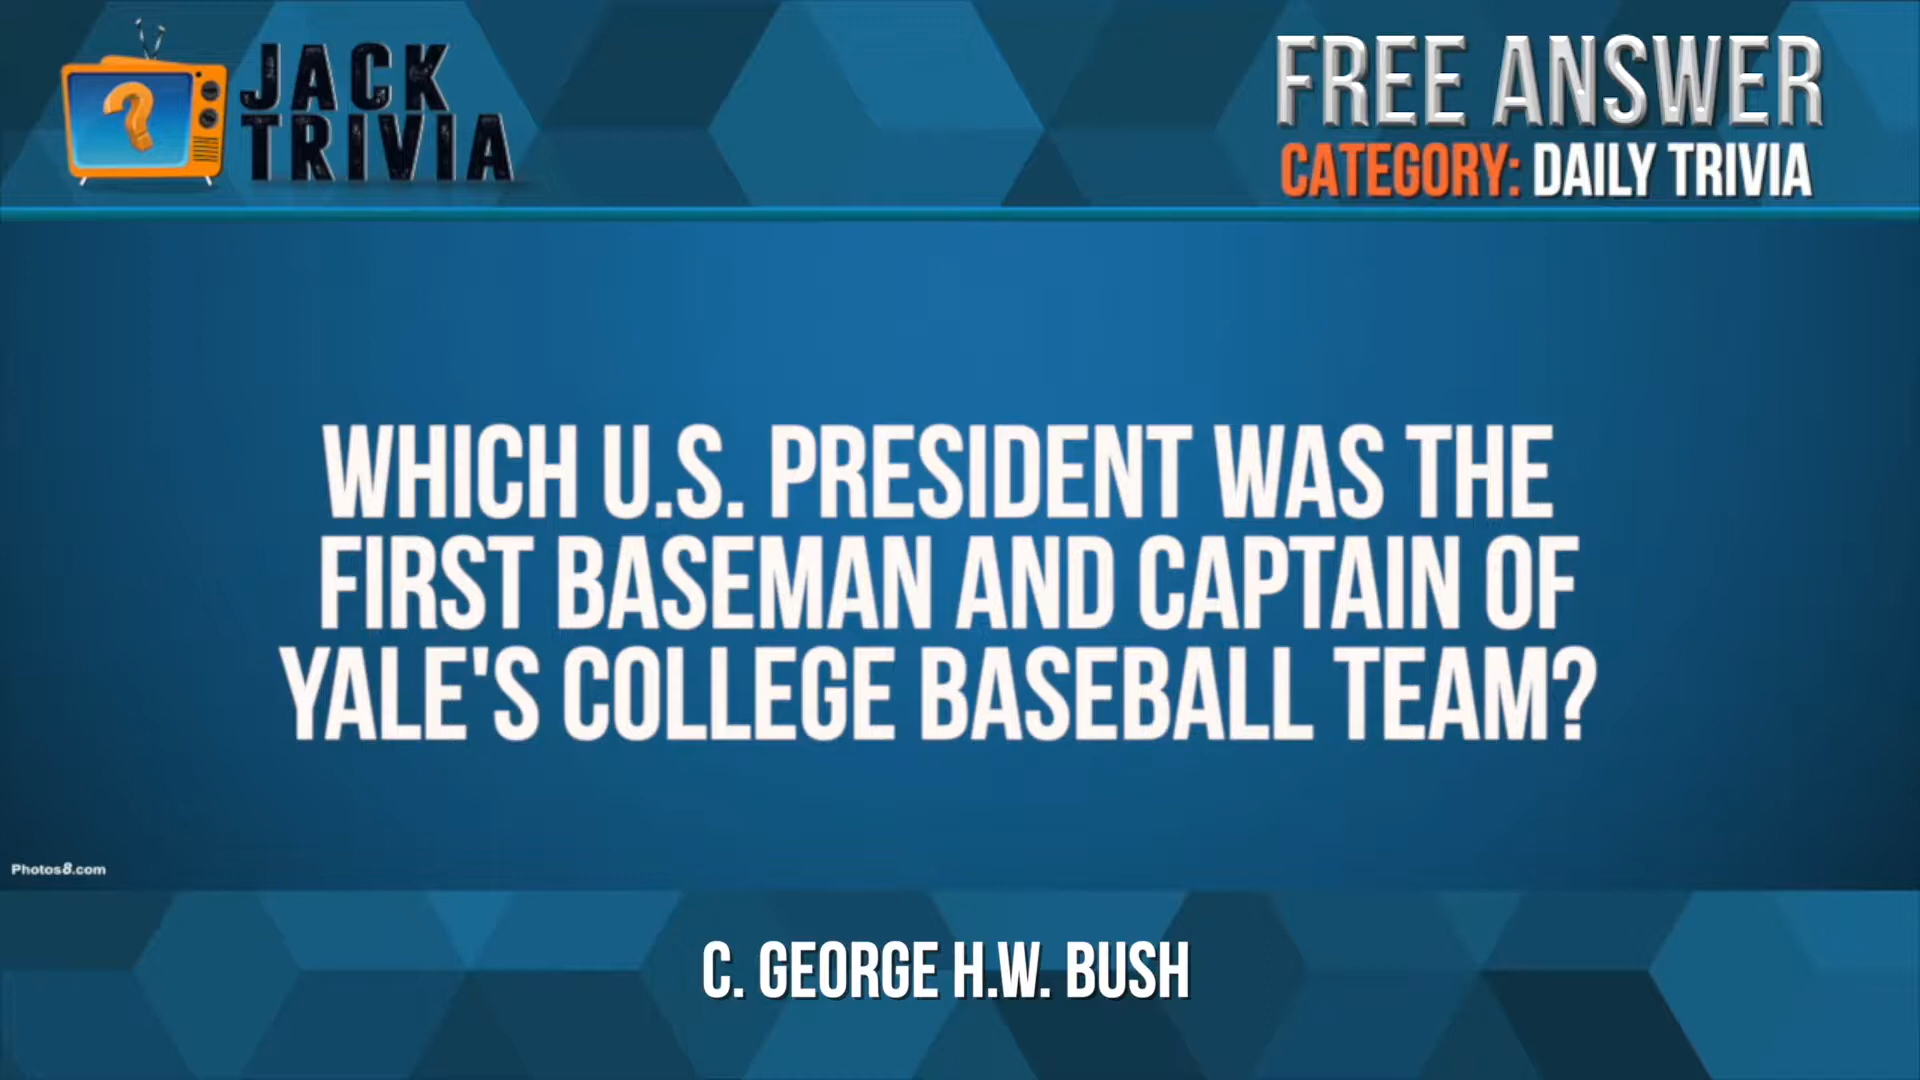 ?
JACK
TRIVIA
FREE ANSWER
CATEGORY: DAILY TRIVIA
WHICH U.S. PRESIDENT WAS THE
FIRST BASEMAN AND CAPTAIN OF
YALE'S COLLEGE BASEBALL TEAM?
Photos8.com
C. GEORGE H.W. BUSH